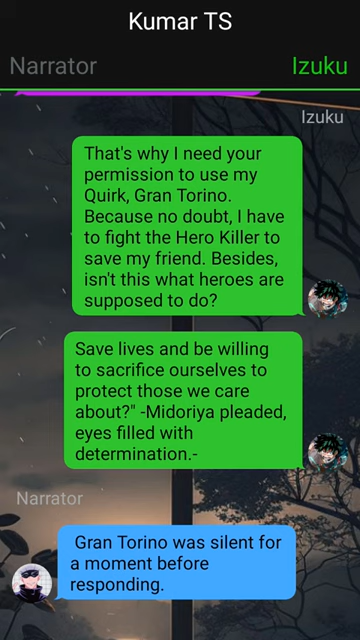 Kumar TS
Narrator
Izuku
Izuku
That's why I need your
permission to use my
Quirk, Gran Torino.
Because no doubt, I have
to fight the Hero Killer to
save my friend. Besides,
isn't this what heroes are
supposed to do?
Save lives and be willing
to sacrifice ourselves to
protect those we care
about?" -Midoriya pleaded,
eyes filled with
determination.-
Narrator
Gran Torino was silent for
a moment before
responding.